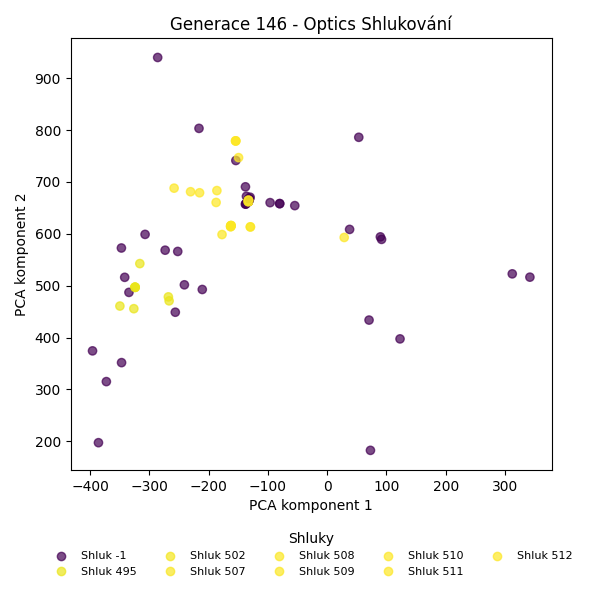 Generace 146 - Optics Shlukování
PCA komponent 2
900
800
700
600
500
400
300
200
−400 −300 −200 −100 0 100 200 300
PCA komponent 1
Shluky
Shluk -1 Shluk 502 Shluk 508 Shluk 510 Shluk 512
Shluk 495 Shluk 507 Shluk 509 Shluk 511